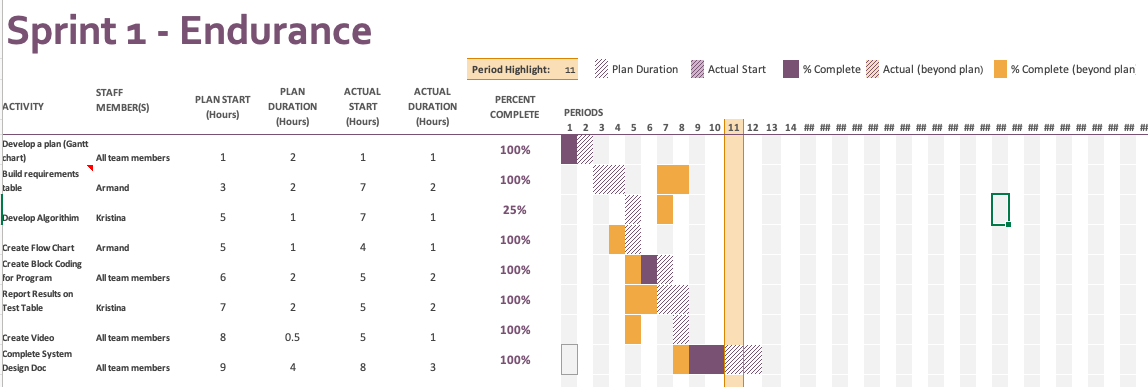 Sprint 1 - Endurance
Period Highlight: 11 Plan Duration Actual Start % Complete Actual (beyond plan) % Complete (beyond plan
ACTIVITY STAFF MEMBER(S) PLAN START (Hours) PLAN DURATION (Hours) ACTUAL START (Hours) ACTUAL DURATION (Hours) PERCENT COMPLETE PERIODS
1 2 3 4 5 6 7 8 9 10 11 12 13 14 ## ## ## ## ## ## ## ## ## ## ## ## ## ## ## ## ## ## ## ## ## ##
Develop a plan (Gantt chart) All team members 1 2 1 1 100%
Build requirements table Armand 3 2 7 2 100%
Develop Algorithim Kristina 5 1 7 1 25%
Create Flow Chart Armand 5 1 4 1 100%
Create Block Coding for Program All team members 6 2 5 2 100%
Report Results on Test Table Kristina 7 2 5 2 100%
Create Video All team members 8 0.5 5 1 100%
Complete System Design Doc All team members 9 4 8 3 100%